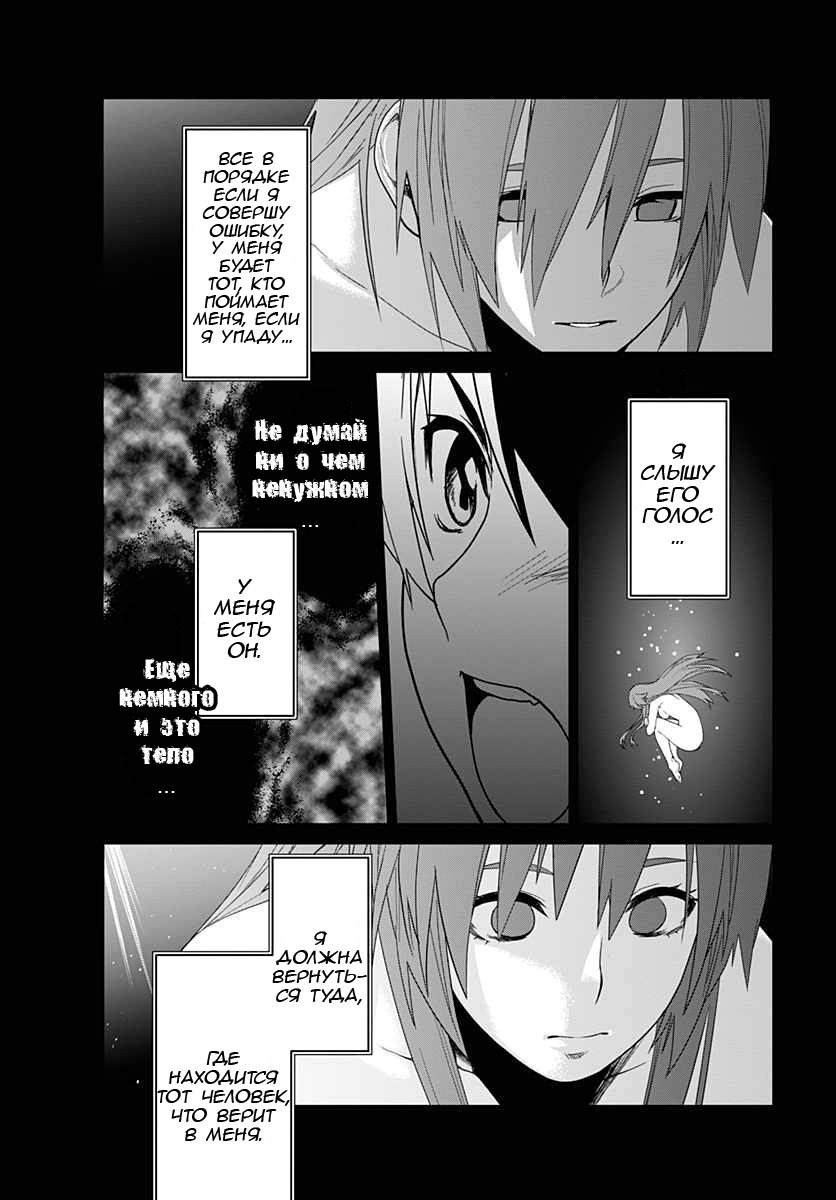 ВСЕ В
ПОРЯДКЕ
ЕСЛИ Я
СОВЕРШУ
ОШИБКУ,
У МЕНЯ
БУДЕТ
ТОТ, КТО
ПОЙМАЕТ
МЕНЯ, ЕСЛИ
Я УПАДУ...
Я
СЛЫШУ
ЕГО
ГОЛОС
...
Не думай
ни о чем
ненужном
...
У
МЕНЯ
ЕСТЬ
ОН.
Еще
немного
и это
тело
...
Я
ДОЛЖНА
ВЕРНУТЬ-
СЯ ТУДА,
ГДЕ
НАХОДИТСЯ
ТОТ ЧЕЛОВЕК,
ЧТО ВЕРИТ
В МЕНЯ.